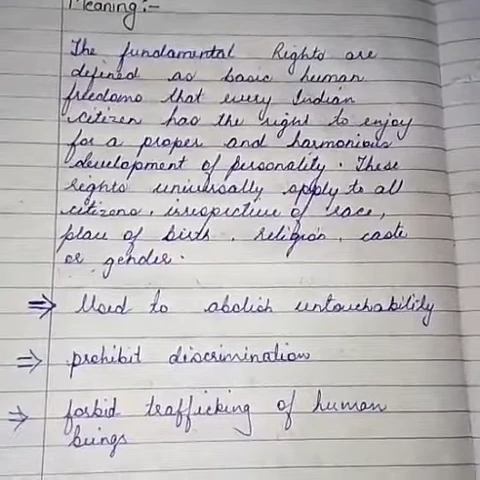 Meaning :-
The fundamental Rights are
defined as basic human
freedoms that every Indian
citizen has the right to enjoy
for a proper and harmonious
development of personality. These
rights universally apply to all
citizens, irrespective of race,
place of birth, religion, caste
or gender.
⇒ Used to abolish untouchability
⇒ prohibit discrimination
⇒ forbid trafficking of human
beings